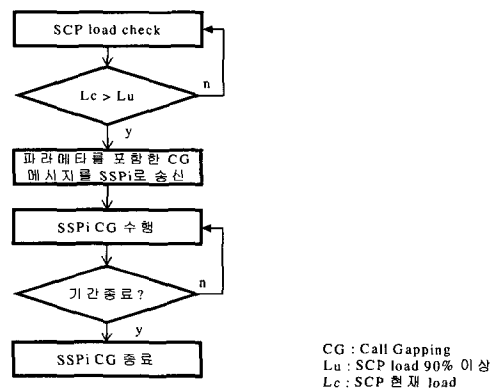 SCP load check
n
Lc > Lu
y
파라메타를 포함한 CG
메시지를 SSPi로 송신
SSPi CG 수행
n
기간종료?
y
SSPi CG 종료
CG : Call Gapping
Lu : SCP load 90% 이상
Lc : SCP 현재 load